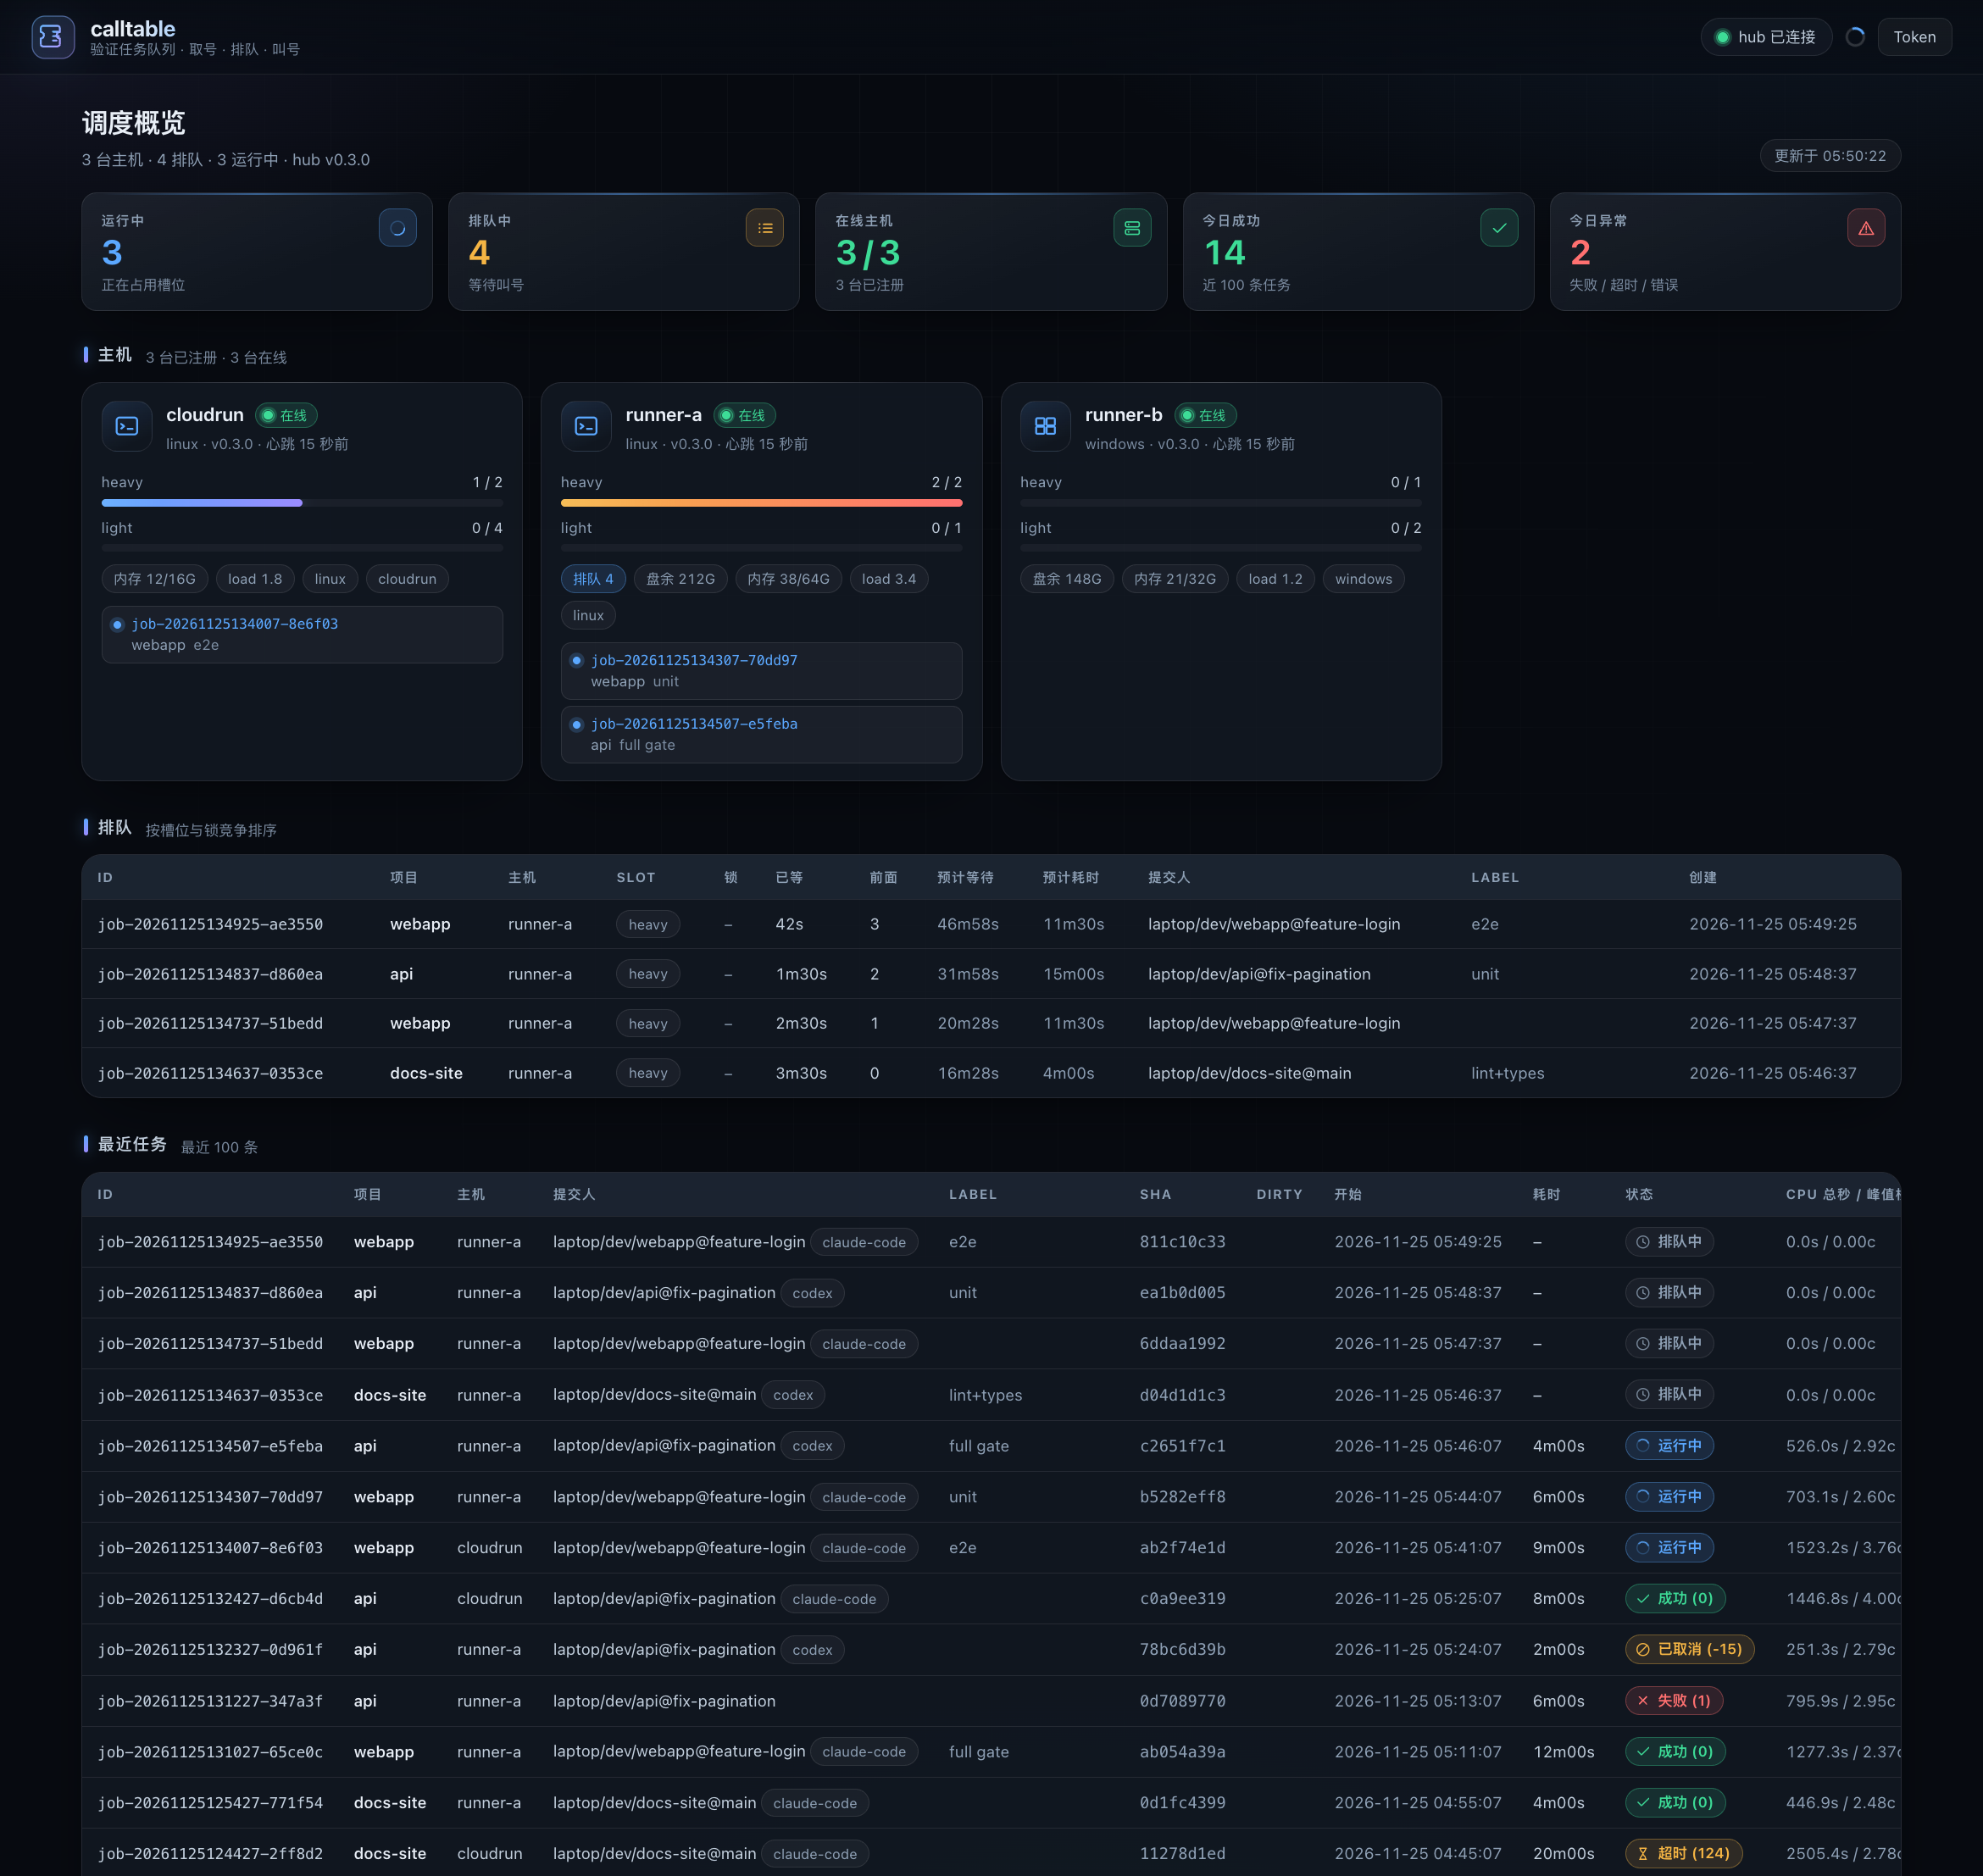 calltable
验证任务队列 · 取号 · 排队 · 叫号
hub 已连接
Token
调度概览
3 台主机 · 4 排队 · 3 运行中 · hub v0.3.0
更新于 05:50:22
运行中
3
正在占用槽位
排队中
4
等待叫号
在线主机
3/3
3 台已注册
今日成功
14
近 100 条任务
今日异常
2
失败 / 超时 / 错误
主机 3 台已注册 · 3 台在线
cloudrun 在线
linux · v0.3.0 · 心跳 15 秒前
heavy 1 / 2
light 0 / 4
内存 12/16G load 1.8 linux cloudrun
job-20261125134007-8e6f03
webapp e2e
runner-a 在线
linux · v0.3.0 · 心跳 15 秒前
heavy 2 / 2
light 0 / 1
排队 4 盘余 212G 内存 38/64G load 3.4
linux
job-20261125134307-70dd97
webapp unit
job-20261125134507-e5feba
api full gate
runner-b 在线
windows · v0.3.0 · 心跳 15 秒前
heavy 0 / 1
light 0 / 2
盘余 148G 内存 21/32G load 1.2 windows
排队 按槽位与锁竞争排序
ID 项目 主机 SLOT 锁 已等 前面 预计等待 预计耗时 提交人 LABEL 创建
job-20261125134925-ae3550 webapp runner-a heavy – 42s 3 46m58s 11m30s laptop/dev/webapp@feature-login e2e 2026-11-25 05:49:25
job-20261125134837-d860ea api runner-a heavy – 1m30s 2 31m58s 15m00s laptop/dev/api@fix-pagination unit 2026-11-25 05:48:37
job-20261125134737-51bedd webapp runner-a heavy – 2m30s 1 20m28s 11m30s laptop/dev/webapp@feature-login 2026-11-25 05:47:37
job-20261125134637-0353ce docs-site runner-a heavy – 3m30s 0 16m28s 4m00s laptop/dev/docs-site@main lint+types 2026-11-25 05:46:37
最近任务 最近 100 条
ID 项目 主机 提交人 LABEL SHA DIRTY 开始 耗时 状态 CPU 总秒 / 峰值
job-20261125134925-ae3550 webapp runner-a laptop/dev/webapp@feature-login claude-code e2e 811c10c33 2026-11-25 05:49:25 – 排队中 0.0s / 0.00c
job-20261125134837-d860ea api runner-a laptop/dev/api@fix-pagination codex unit ea1b0d005 2026-11-25 05:48:37 – 排队中 0.0s / 0.00c
job-20261125134737-51bedd webapp runner-a laptop/dev/webapp@feature-login claude-code 6ddaa1992 2026-11-25 05:47:37 – 排队中 0.0s / 0.00c
job-20261125134637-0353ce docs-site runner-a laptop/dev/docs-site@main codex lint+types d04d1d1c3 2026-11-25 05:46:37 – 排队中 0.0s / 0.00c
job-20261125134507-e5feba api runner-a laptop/dev/api@fix-pagination codex full gate c2651f7c1 2026-11-25 05:46:07 4m00s 运行中 526.0s / 2.92c
job-20261125134307-70dd97 webapp runner-a laptop/dev/webapp@feature-login claude-code unit b5282eff8 2026-11-25 05:44:07 6m00s 运行中 703.1s / 2.60c
job-20261125134007-8e6f03 webapp cloudrun laptop/dev/webapp@feature-login claude-code e2e ab2f74e1d 2026-11-25 05:41:07 9m00s 运行中 1523.2s / 3.76c
job-20261125132427-d6cb4d api cloudrun laptop/dev/api@fix-pagination claude-code c0a9ee319 2026-11-25 05:25:07 8m00s 成功 (0) 1446.8s / 4.00c
job-20261125132327-0d961f api runner-a laptop/dev/api@fix-pagination codex 78bc6d39b 2026-11-25 05:24:07 2m00s 已取消 (-15) 251.3s / 2.79c
job-20261125131227-347a3f api runner-a laptop/dev/api@fix-pagination 0d7089770 2026-11-25 05:13:07 6m00s 失败 (1) 795.9s / 2.95c
job-20261125131027-65ce0c webapp runner-a laptop/dev/webapp@feature-login claude-code full gate ab054a39a 2026-11-25 05:11:07 12m00s 成功 (0) 1277.3s / 2.37c
job-20261125125427-771f54 docs-site runner-a laptop/dev/docs-site@main claude-code 0d1fc4399 2026-11-25 04:55:07 4m00s 成功 (0) 446.9s / 2.48c
job-20261125124427-2ff8d2 docs-site cloudrun laptop/dev/docs-site@main claude-code 11278d1ed 2026-11-25 04:45:07 20m00s 超时 (124) 2505.4s / 2.78c